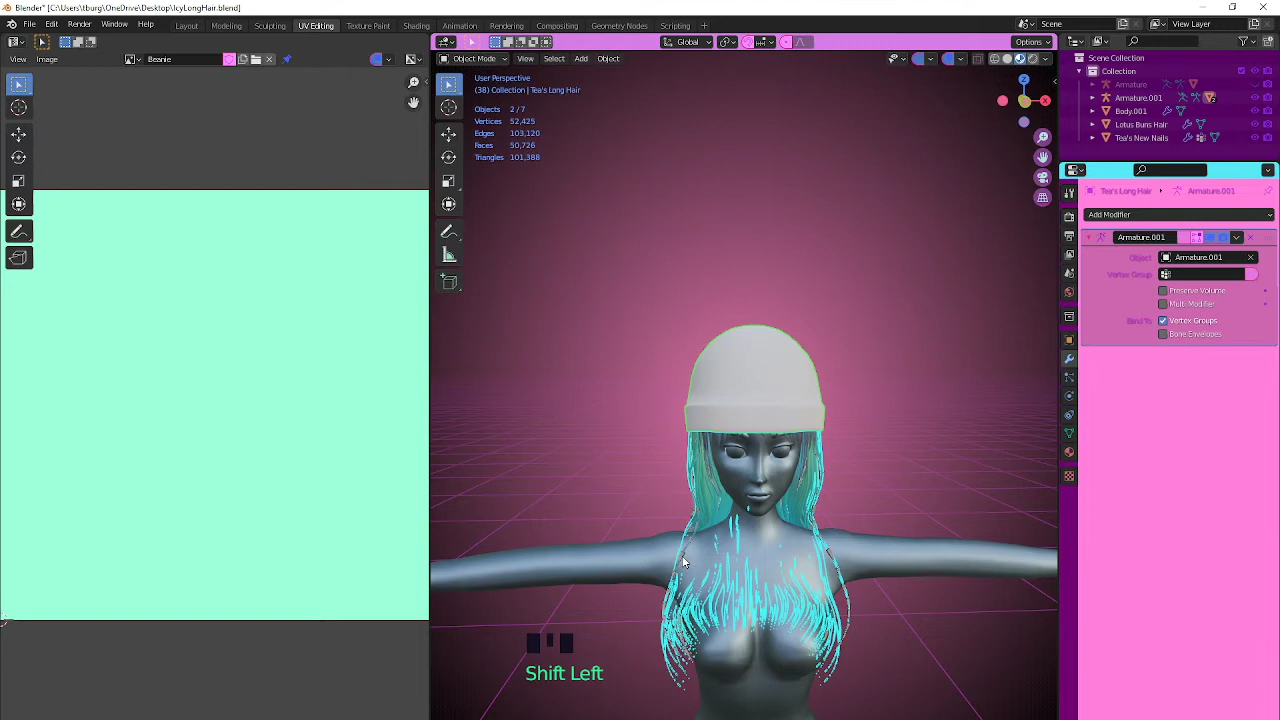 Blender* [C:\Users\tburg\OneDrive\Desktop\IcyLongHair.blend]
File Edit Render Window Help Layout Modeling Sculpting UV Editing Texture Paint Shading Animation Rendering Compositing Geometry Nodes Scripting + Scene View Layer
Global Options
View Image Beanie Object Mode View Select Add Object
User Perspective
(38) Collection | Tea's Long Hair
Objects 2 / 7
Vertices 52,425
Edges 103,120
Faces 50,726
Triangles 101,388
Z
X
Shift Left
Scene Collection
Collection
Armature
Armature.001 2
Body.001
Lotus Buns Hair
Tea's New Nails
Tea's Long Hair Armature.001
Add Modifier
Armature.001
Object Armature.001
Vertex Group
Preserve Volume
Multi Modifier
Bind To Vertex Groups
Bone Envelopes